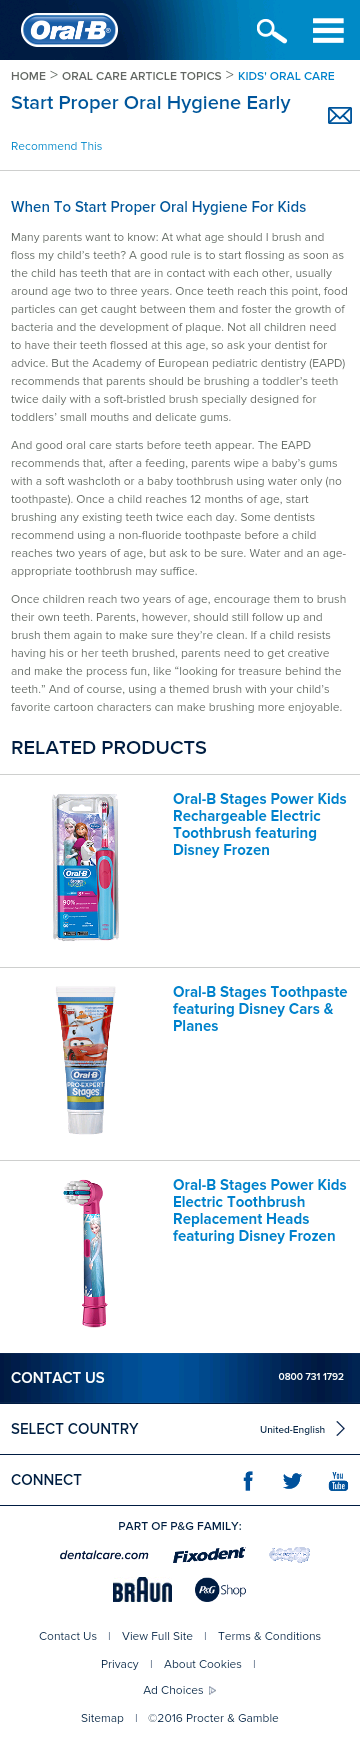 Oral-B
HOME > ORAL CARE ARTICLE TOPICS > KIDS' ORAL CARE
Start Proper Oral Hygiene Early
Recommend This
When To Start Proper Oral Hygiene For Kids
Many parents want to know: At what age should I brush and
floss my child's teeth? A good rule is to start flossing as soon as
the child has teeth that are in contact with each other, usually
around age two to three years. Once teeth reach this point, food
particles can get caught between them and foster the growth of
bacteria and the development of plaque. Not all children need
to have their teeth flossed at this age, so ask your dentist for
advice. But the Academy of European pediatric dentistry (EAPD)
recommends that parents should be brushing a toddler's teeth
twice daily with a soft-bristled brush specially designed for
toddlers' small mouths and delicate gums.
And good oral care starts before teeth appear. The EAPD
recommends that, after a feeding, parents wipe a baby's gums
with a soft washcloth or a baby toothbrush using water only (no
toothpaste). Once a child reaches 12 months of age, start
brushing any existing teeth twice each day. Some dentists
recommend using a non-fluoride toothpaste before a child
reaches two years of age, but ask to be sure. Water and an age-
appropriate toothbrush may suffice.
Once children reach two years of age, encourage them to brush
their own teeth. Parents, however, should still follow up and
brush them again to make sure they're clean. If a child resists
having his or her teeth brushed, parents need to get creative
and make the process fun, like “looking for treasure behind the
teeth.” And of course, using a themed brush with your child's
favorite cartoon characters can make brushing more enjoyable.
RELATED PRODUCTS
Oral-B Stages Power Kids
Rechargeable Electric
Toothbrush featuring
Disney Frozen
Oral-B
90%
Oral-B Stages Toothpaste
featuring Disney Cars &
Planes
Oral-B
PRO-EXPERT
Stages
Oral-B Stages Power Kids
Electric Toothbrush
Replacement Heads
featuring Disney Frozen
CONTACT US
0800 731 1792
SELECT COUNTRY
United-English
CONNECT
You
Tube
PART OF P&G FAMILY:
dentalcare.com
Fixodent
BRAUN
P&G Shop
Contact Us | View Full Site | Terms & Conditions
Privacy | About Cookies |
Ad Choices
Sitemap | ©2016 Procter & Gamble